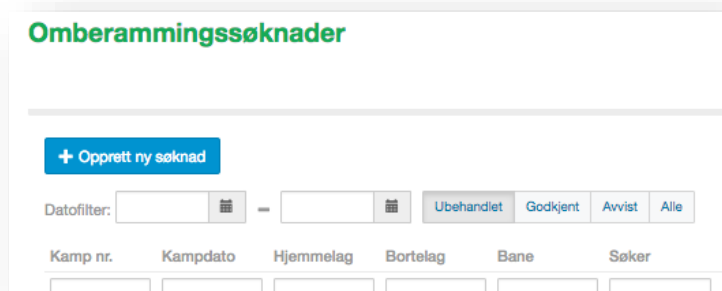 Omberammingssøknader
+ Opprett ny søknad
Datofilter: – Ubehandlet Godkjent Avvist Alle
Kamp nr. Kampdato Hjemmelag Bortelag Bane Søker